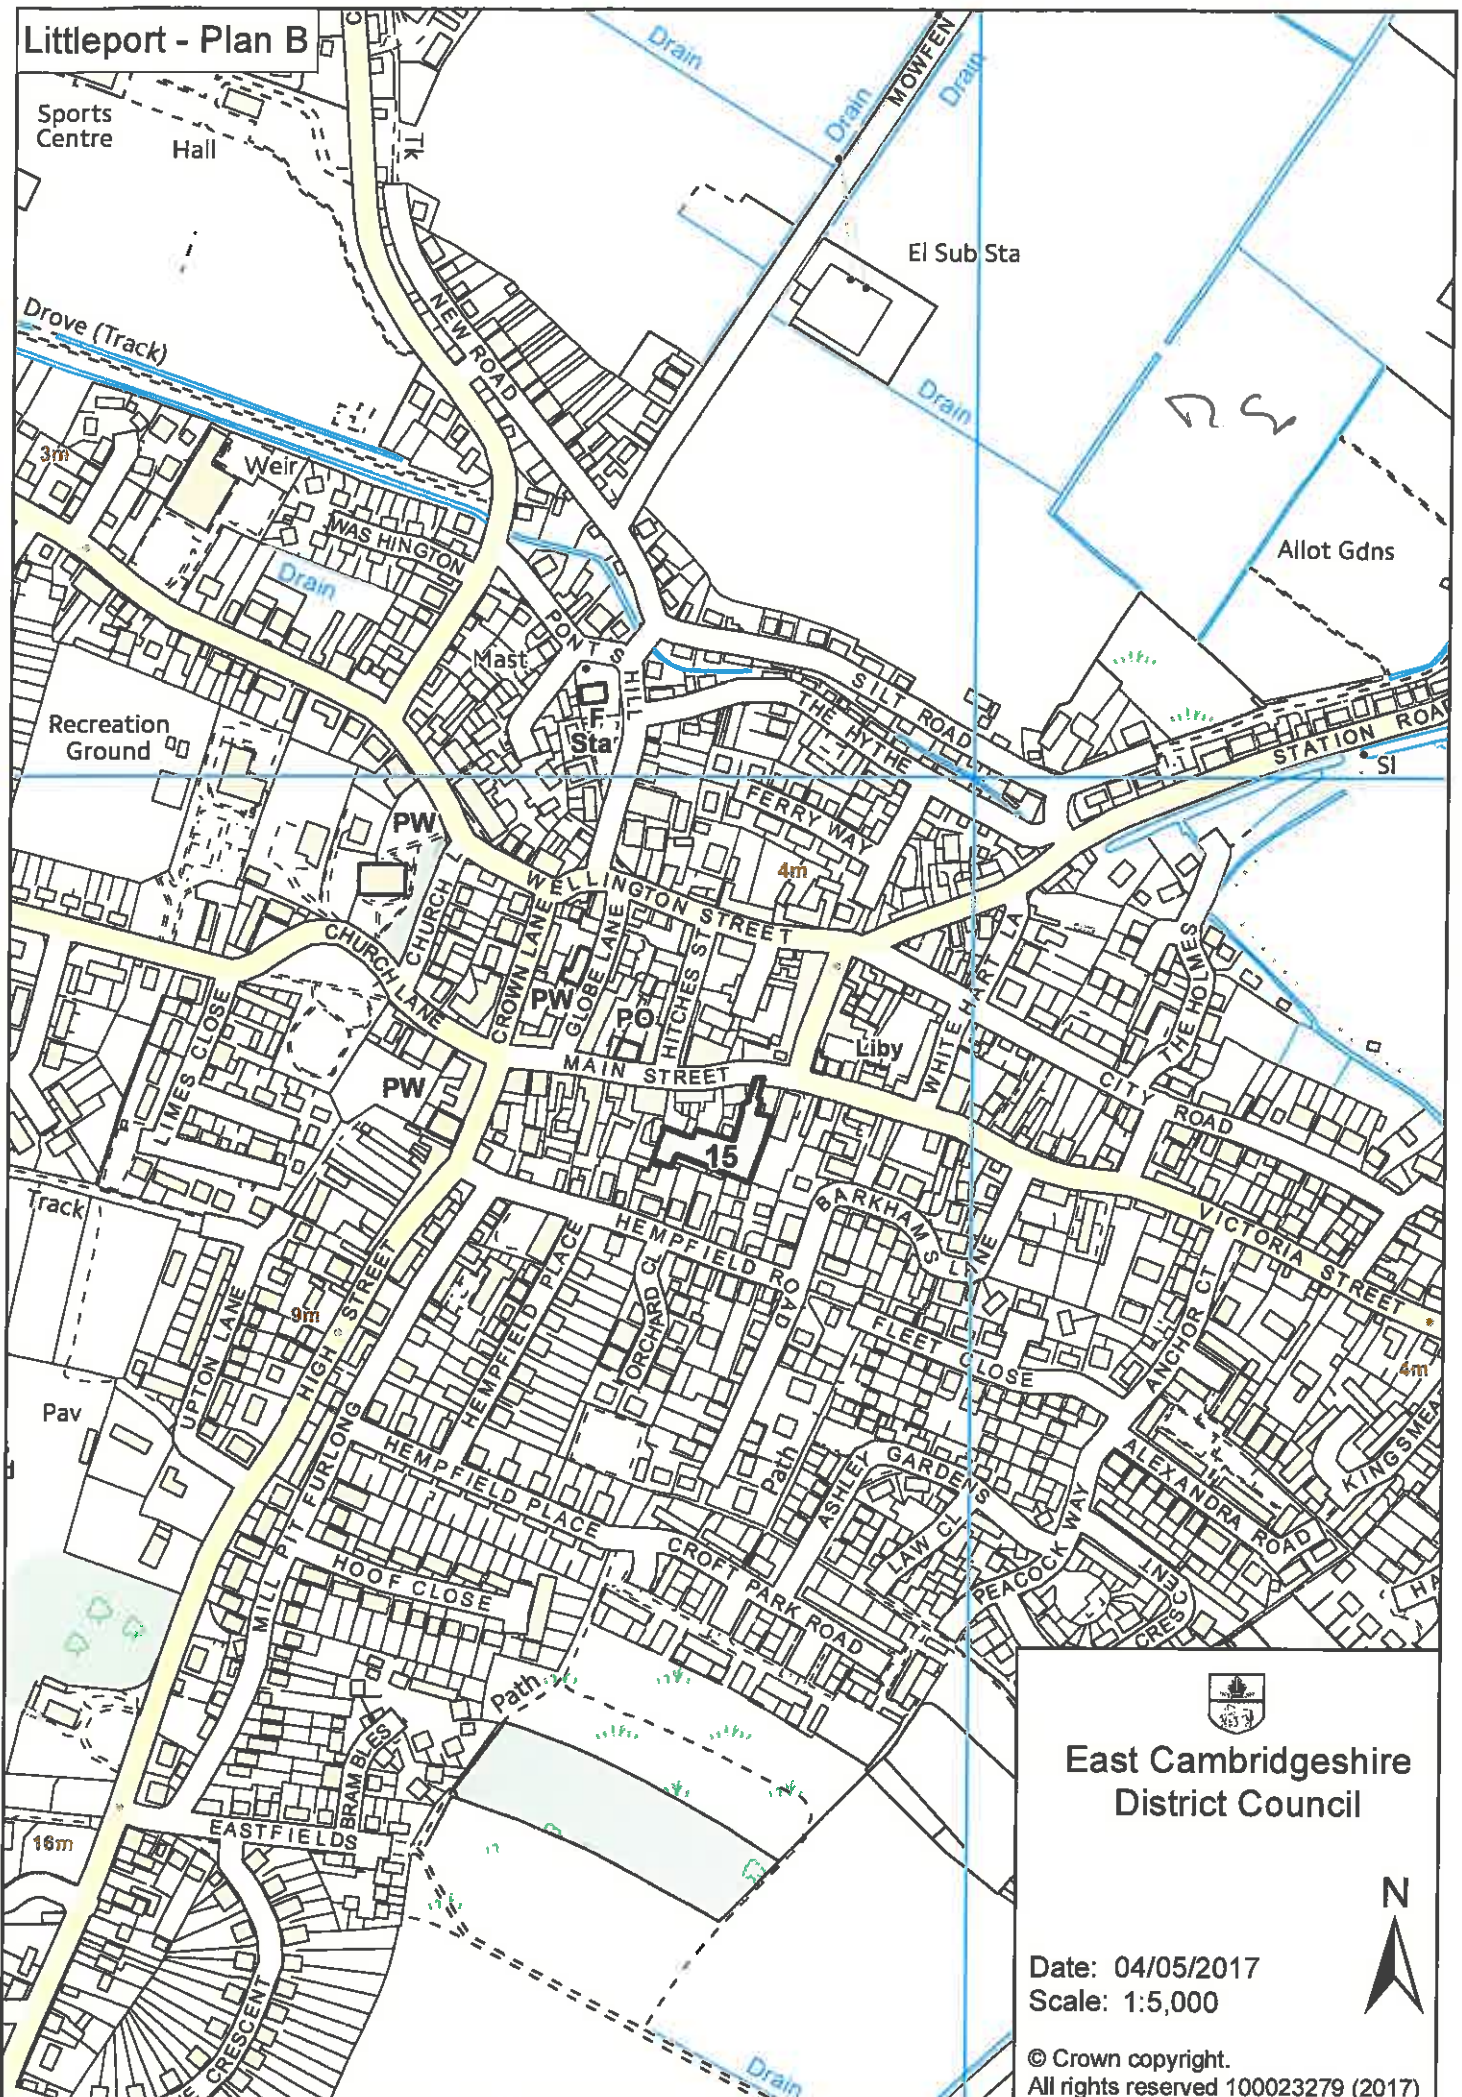 Littleport - Plan B
Sports
Centre
Hall
Tk
MOWFEN
Drain
Drain
Drain
El Sub Sta
Drove (Track)
NEW ROAD
Drain
3m
Weir
WASHINGTON
Drain
Allot Gdns
PONTS HILL
Mast
F
Sta
SILT ROAD
THE HYTHE
STATION ROAD
Sl
Recreation
Ground
FERRY WAY
PW
4m
WELLINGTON STREET
CHURCH LANE
CHURCH
CROWN LANE
GLOBE LANE
HITCHES ST
PW
PO
Liby
WHITE HART LA
THE HOLMES
LIMES CLOSE
PW
MAIN STREET
CITY ROAD
15
Track
BARKHAMS LANE
VICTORIA STREET
HEMPFIELD ROAD
HEMPFIELD PLACE
ORCHARD CL
UPTON LANE
9m
HIGH STREET
FLEET CLOSE
ANCHOR CT
4m
Pav
MILL PIT FURLONG
HEMPFIELD PLACE
Path
ASHLEY GARDENS
ALEXANDRA ROAD
KINGSMEA
LAW CL
PEACOCK WAY
CRESCENT
HA
HOOF CLOSE
CROFT PARK ROAD
Path
BRAMBLES
EASTFIELDS
16m
CRESCENT
Drain
East Cambridgeshire
District Council
N
Date: 04/05/2017
Scale: 1:5,000
© Crown copyright.
All rights reserved 100023279 (2017)